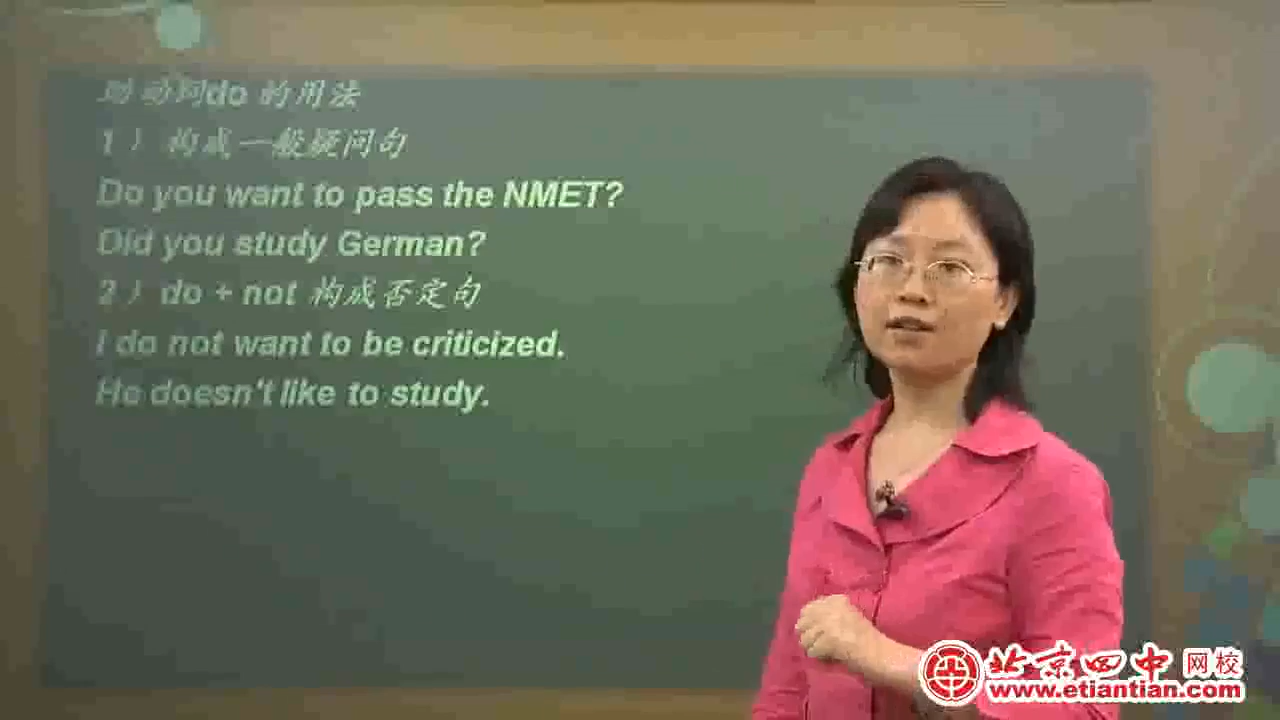 助动词do 的用法
1 ）构成一般疑问句
Do you want to pass the NMET?
Did you study German?
2 ）do + not 构成否定句
I do not want to be criticized.
He doesn't like to study.
北京四中网校
www.etiantian.com